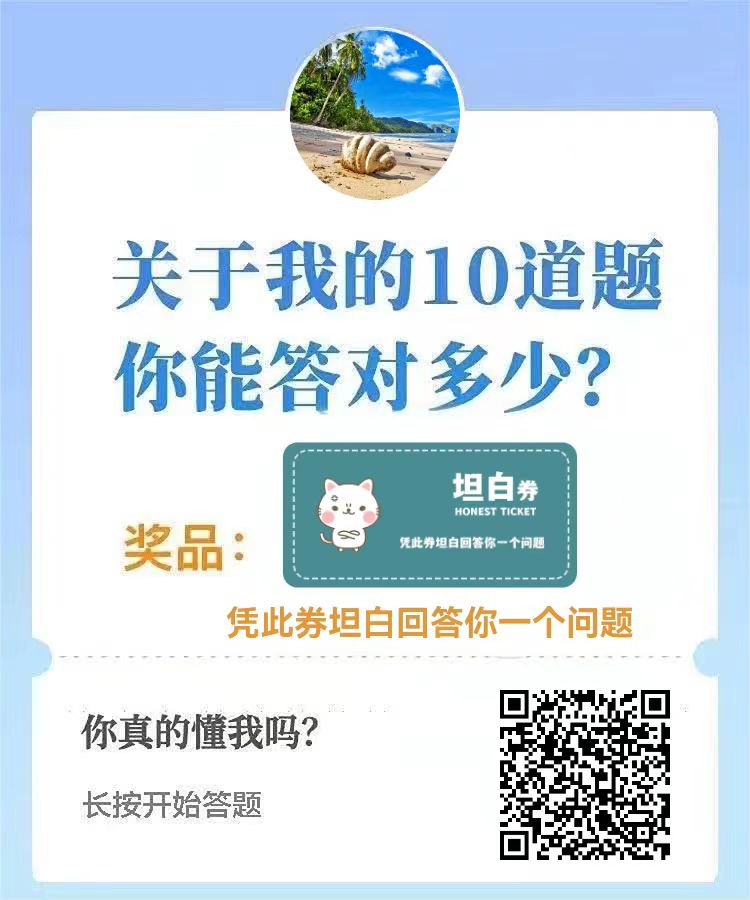 关于我的10道题
你能答对多少?
坦白券
HONEST TICKET
凭此券坦白回答你一个问题
奖品:
凭此券坦白回答你一个问题
你真的懂我吗?
长按开始答题